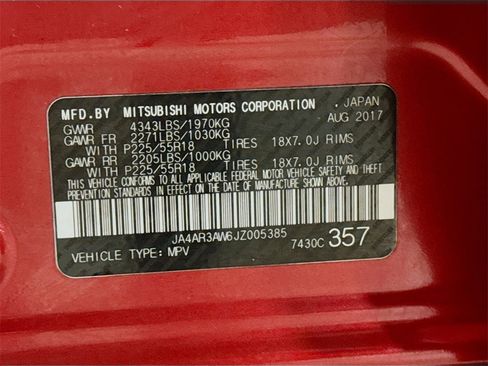 MFD.BY MITSUBISHI MOTORS CORPORATION , JAPAN
GVWR 4343LBS/1970KG AUG 2017
GAWR FR 2271LBS/1030KG
WITH P225/55R18 TIRES 18X7.0J RIMS
GAWR RR 2205LBS/1000KG
WITH P225/55R18 TIRES 18X7.0J RIMS
THIS VEHICLE CONFORMS TO ALL APPLICABLE FEDERAL MOTOR VEHICLE SAFETY AND THEFT
PREVENTION STANDARDS IN EFFECT ON THE DATE OF MANUFACTURE SHOWN ABOVE.
JA4AR3AW6JZ005385
VEHICLE TYPE: MPV 7430C 357